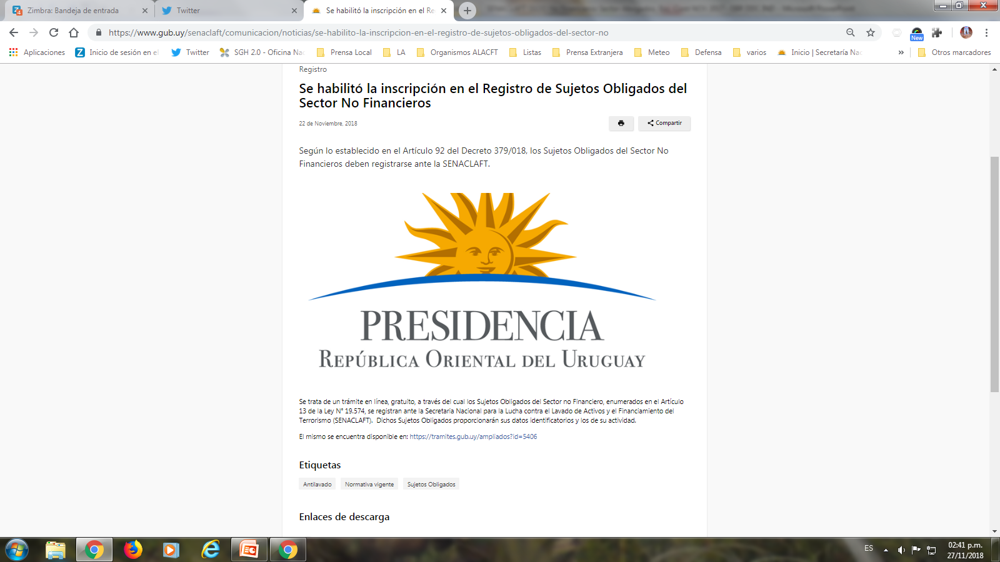 Zimbra: Bandeja de entrada
Twitter
Se habilitó la inscripción en el Re
https://www.gub.uy/senaclaft/comunicacion/noticias/se-habilito-la-inscripcion-en-el-registro-de-sujetos-obligados-del-sector-no
New
Aplicaciones
Inicio de sesión en el
Twitter
SGH 2.0 - Oficina Nac
Prensa Local
LA
Organismos ALACFT
Listas
Prensa Extranjera
Meteo
Defensa
varios
Inicio | Secretaría Nac
»
Otros marcadores
Registro
Se habilitó la inscripción en el Registro de Sujetos Obligados del
Sector No Financieros
22 de Noviembre, 2018
Compartir
Según lo establecido en el Artículo 92 del Decreto 379/018, los Sujetos Obligados del Sector No
Financieros deben registrarse ante la SENACLAFT.
PRESIDENCIA
REPÚBLICA ORIENTAL DEL URUGUAY
Se trata de un trámite en línea, gratuito, a través del cual los Sujetos Obligados del Sector no Financiero, enumerados en el Artículo
13 de la Ley N° 19.574, se registran ante la Secretaría Nacional para la Lucha contra el Lavado de Activos y el Financiamiento del
Terrorismo (SENACLAFT). Dichos Sujetos Obligados proporcionarán sus datos identificatorios y los de su actividad.
El mismo se encuentra disponible en: https://tramites.gub.uy/ampliados?id=5406
Etiquetas
Antilavado
Normativa vigente
Sujetos Obligados
Enlaces de descarga
ES
02:41 p.m.
27/11/2018